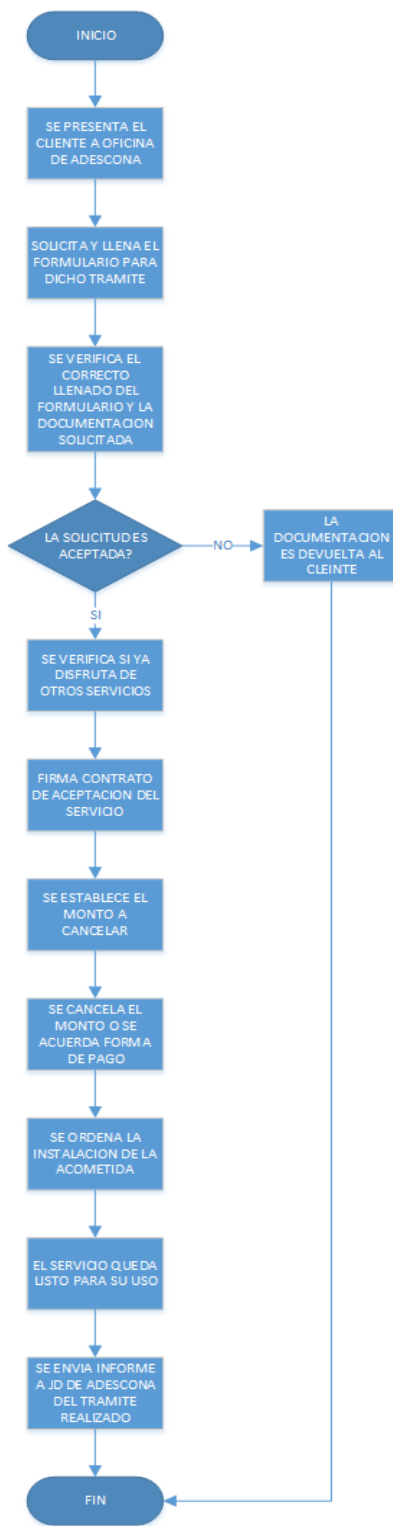 INICIO
SE PRESENTA EL
CLIENTE A OFICINA
DE ADESCONA
SOLICITA Y LLENA EL
FORMULARIO PARA
DICHO TRAMITE
SE VERIFICA EL
CORRECTO
LLENADO DEL
FORMULARIO Y LA
DOCUMENTACION
SOLICITADA
LA SOLICITUD ES
ACEPTADA?
NO
LA
DOCUMENTACION
ES DEVUELTA AL
CLEINTE
SI
SE VERIFICA SI YA
DISFRUTA DE
OTROS SERVICIOS
FIRMA CONTRATO
DE ACEPTACION DEL
SERVICIO
SE ESTABLECE EL
MONTO A
CANCELAR
SE CANCELA EL
MONTO O SE
ACUERDA FORMA
DE PAGO
SE ORDENA LA
INSTALACION DE LA
ACOMETIDA
EL SERVICIO QUEDA
LISTO PARA SU USO
SE ENVIA INFORME
A JD DE ADESCONA
DEL TRAMITE
REALIZADO
FIN